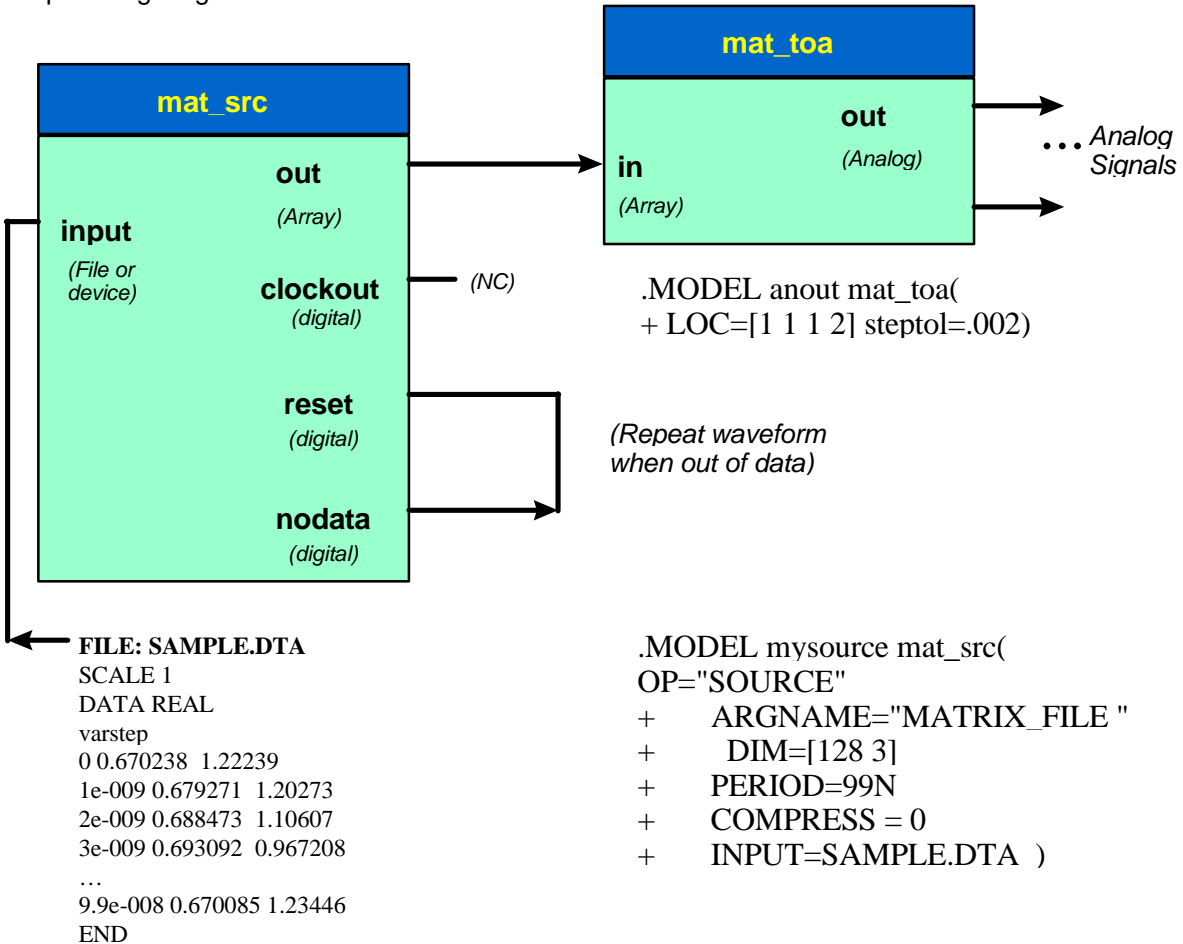 mat_toa
out
(Analog)
in
(Array)
Analog
Signals
mat_src
out
(Array)
input
(File or
device)
clockout
(digital)
(NC)
reset
(digital)
nodata
(digital)
.MODEL anout mat_toa(
+ LOC=[1 1 1 2] steptol=.002)
(Repeat waveform
when out of data)
FILE: SAMPLE.DTA
SCALE 1
DATA REAL
varstep
0 0.670238 1.22239
1e-009 0.679271 1.20273
2e-009 0.688473 1.10607
3e-009 0.693092 0.967208
…
9.9e-008 0.670085 1.23446
END
.MODEL mysource mat_src(
OP="SOURCE"
+ ARGNAME="MATRIX_FILE "
+ DIM=[128 3]
+ PERIOD=99N
+ COMPRESS = 0
+ INPUT=SAMPLE.DTA )